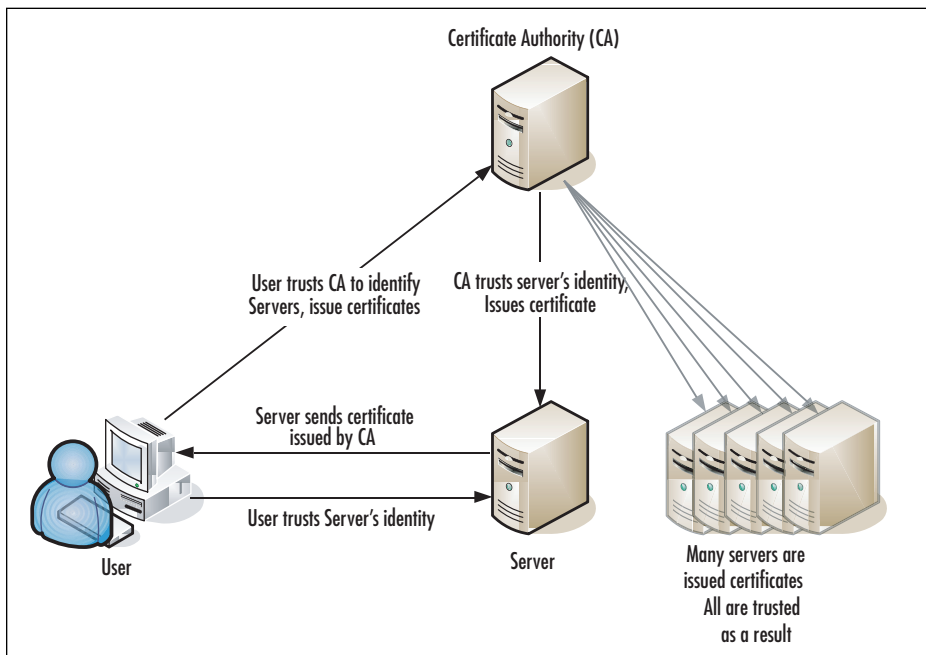 Certificate Authority (CA)
User trusts CA to identify
Servers, issue certificates
CA trusts server's identity,
Issues certificate
Server sends certificate
issued by CA
User trusts Server's identity
User
Server
Many servers are
issued certificates
All are trusted
as a result